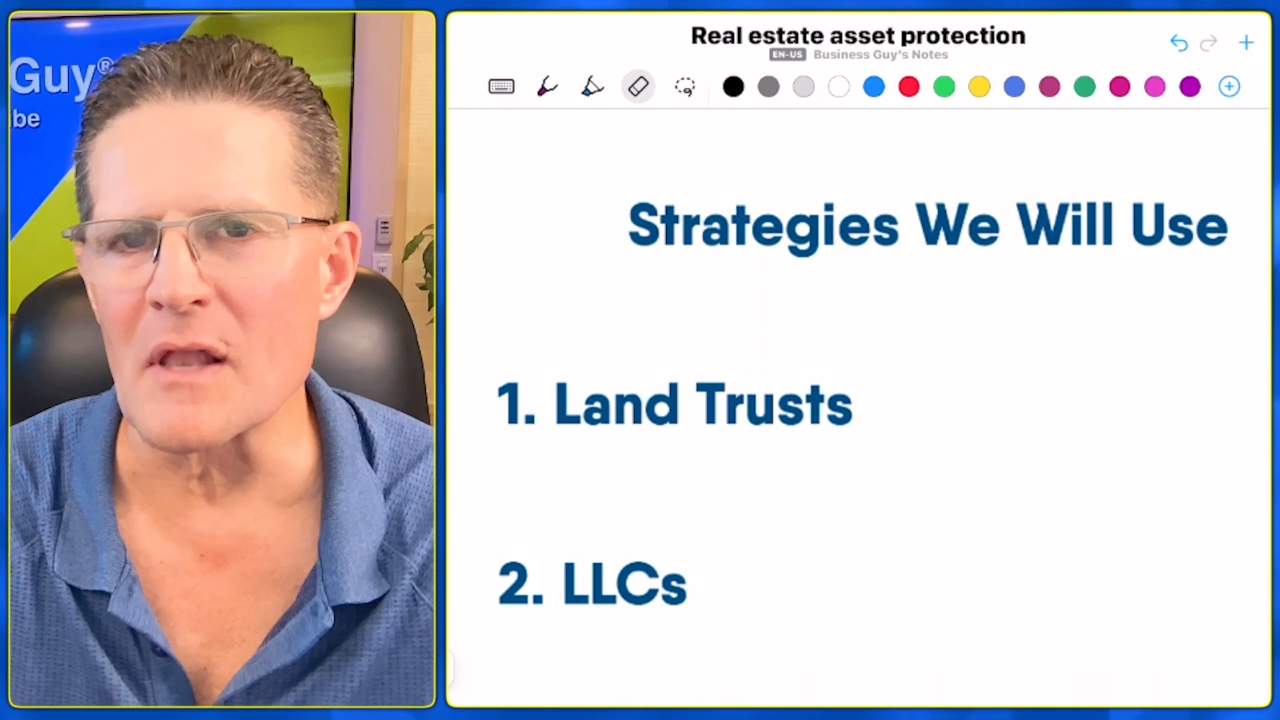 Guy®
be
Real estate asset protection
EN-US Business Guy's Notes
Strategies We Will Use
1. Land Trusts
2. LLCs